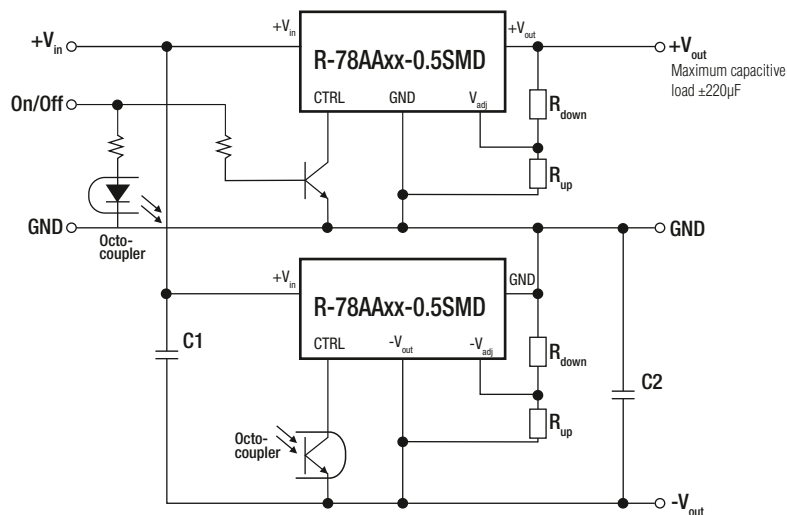 +Vin
+Vin
R-78AAxx-0.5SMD
+Vout
+Vout
Maximum capacitive
load ±220µF
On/Off
CTRL
GND
Vadj
Rdown
Rup
GND
Octo-
coupler
GND
+Vin
R-78AAxx-0.5SMD
GND
C1
CTRL
-Vout
-Vadj
Rdown
C2
Rup
Octo-
coupler
-Vout